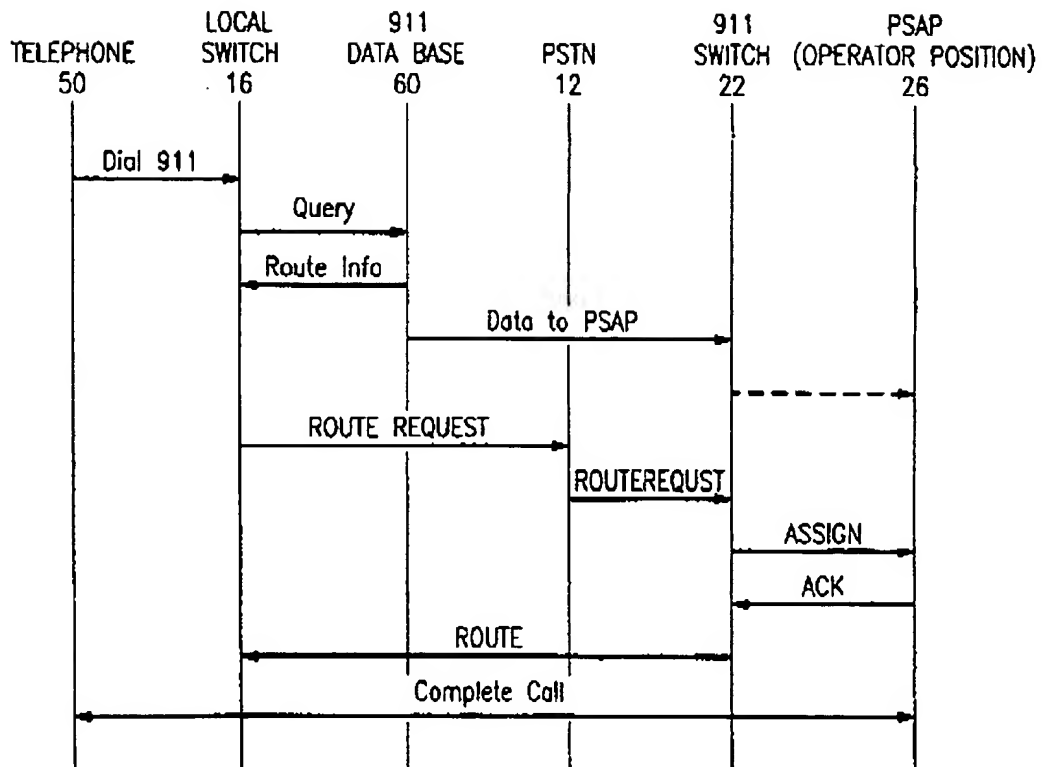 TELEPHONE
50
LOCAL
SWITCH
16
911
DATA BASE
60
PSTN
12
911
SWITCH
22
PSAP
(OPERATOR POSITION)
26
Dial 911
Query
Route Info
Data to PSAP
ROUTE REQUEST
ROUTEREQUST
ASSIGN
ACK
ROUTE
Complete Call